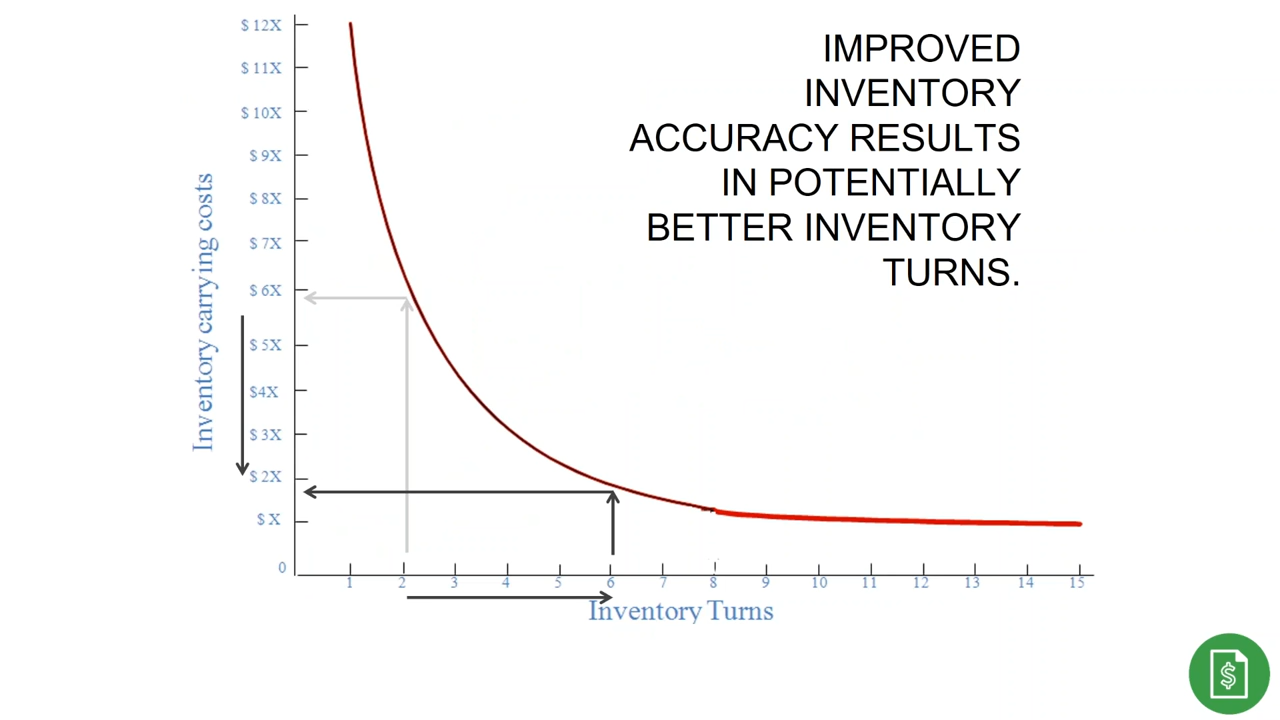 IMPROVED
INVENTORY
ACCURACY RESULTS
IN POTENTIALLY
BETTER INVENTORY
TURNS.
Inventory carrying costs
$ 12X
$ 11X
$ 10X
$ 9X
$ 8X
$ 7X
$ 6X
$ 5X
$4X
$ 3X
$ 2X
$ X
0
1 2 3 4 5 6 7 8 9 10 11 12 13 14 15
Inventory Turns
$